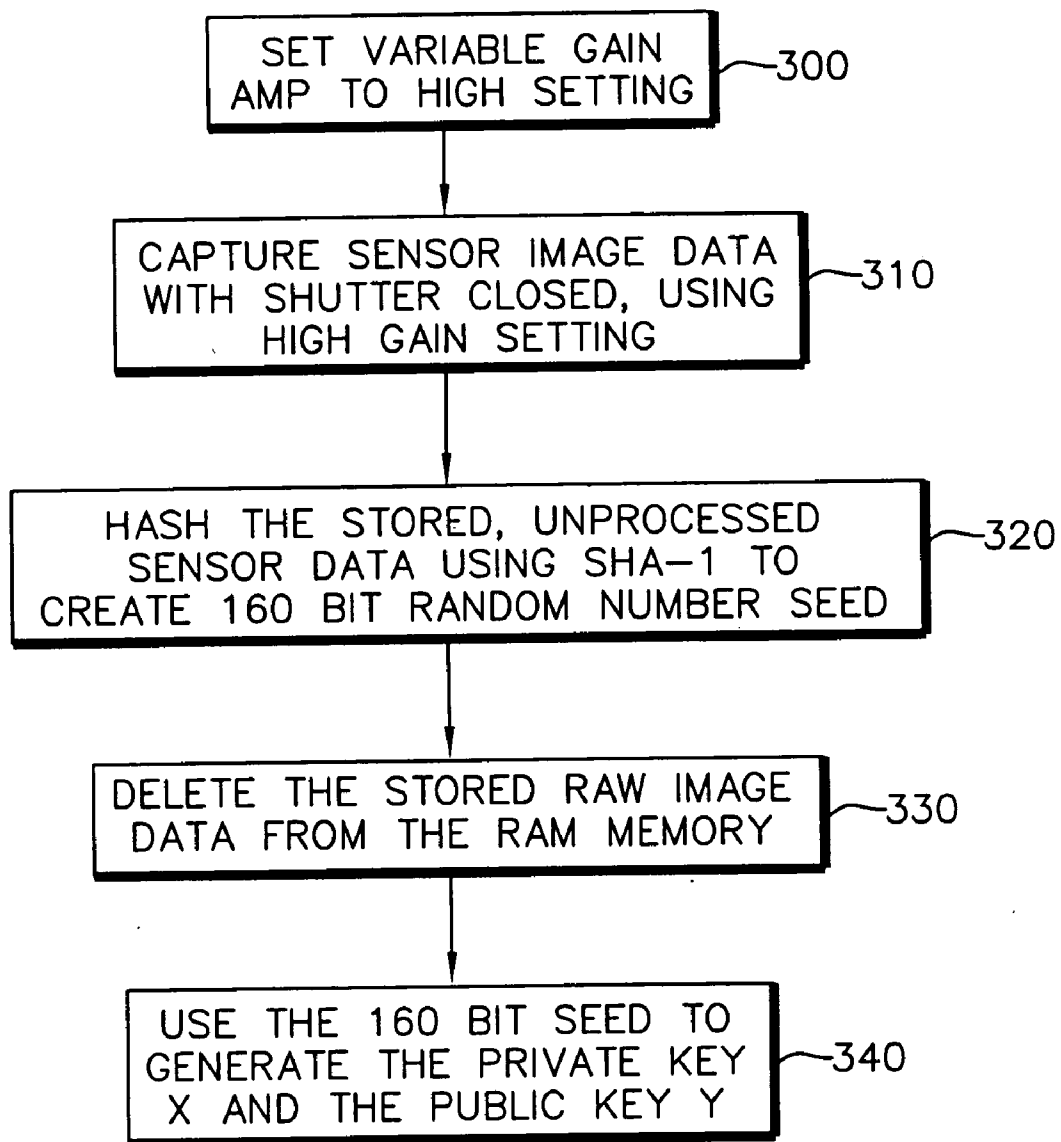 SET VARIABLE GAIN
AMP TO HIGH SETTING
300
CAPTURE SENSOR IMAGE DATA
WITH SHUTTER CLOSED, USING
HIGH GAIN SETTING
310
HASH THE STORED, UNPROCESSED
SENSOR DATA USING SHA-1 TO
CREATE 160 BIT RANDOM NUMBER SEED
320
DELETE THE STORED RAW IMAGE
DATA FROM THE RAM MEMORY
330
USE THE 160 BIT SEED TO
GENERATE THE PRIVATE KEY
X AND THE PUBLIC KEY Y
340